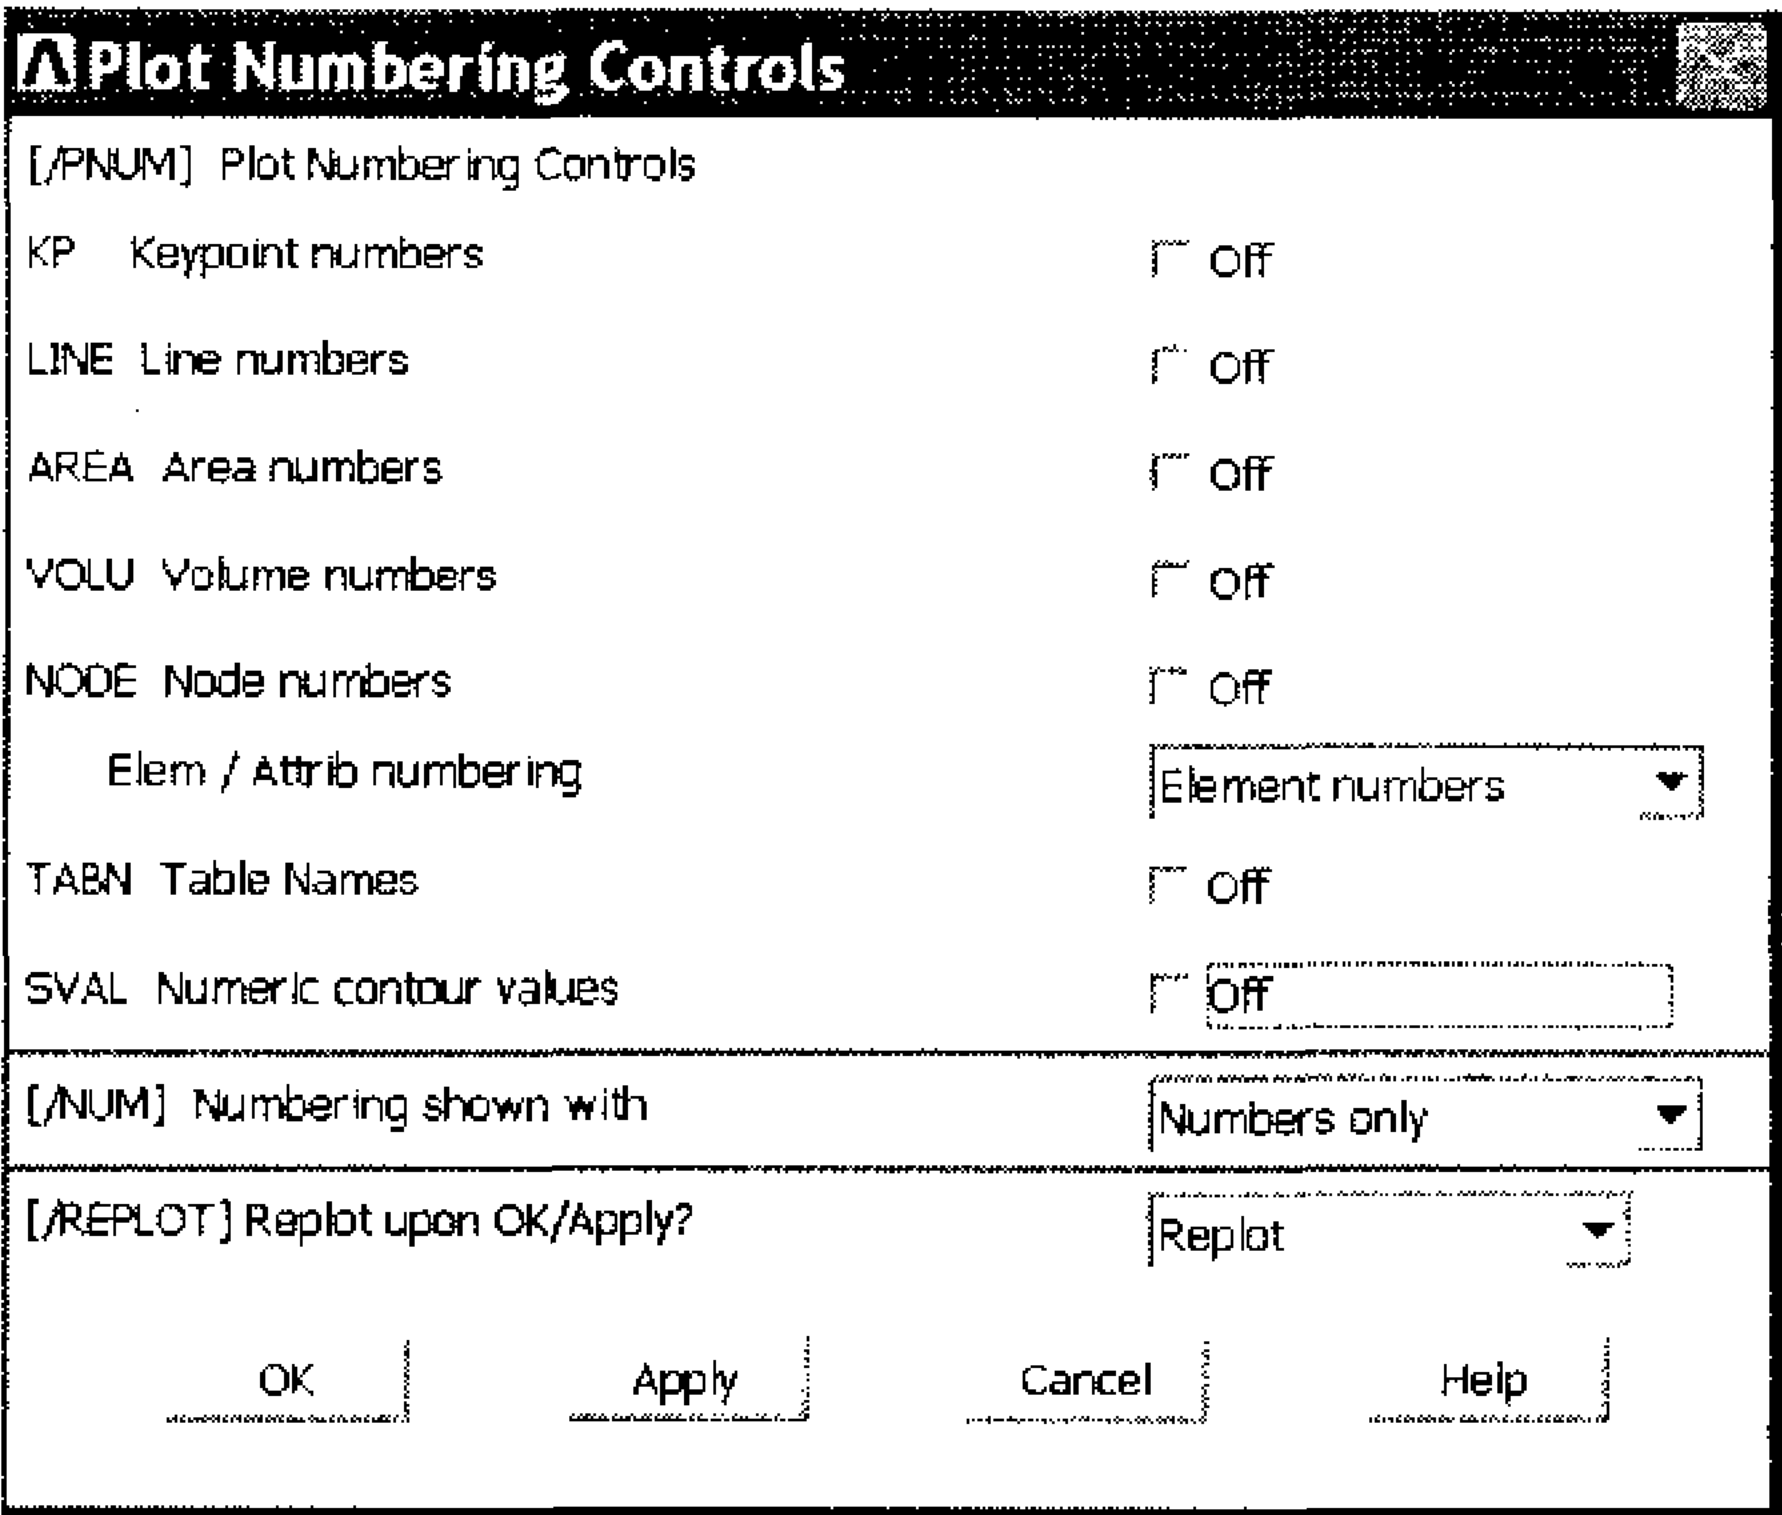 Plot Numbering Controls
[/PNUM] Plot Numbering Controls
KP Keypoint numbers Off
LINE Line numbers Off
AREA Area numbers Off
VOLU Volume numbers Off
NODE Node numbers Off
Elem / Attrib numbering Element numbers
TABN Table Names Off
SVAL Numeric contour values Off
[/NUM] Numbering shown with Numbers only
[/REPLOT] Replot upon OK/Apply? Replot
OK Apply Cancel Help